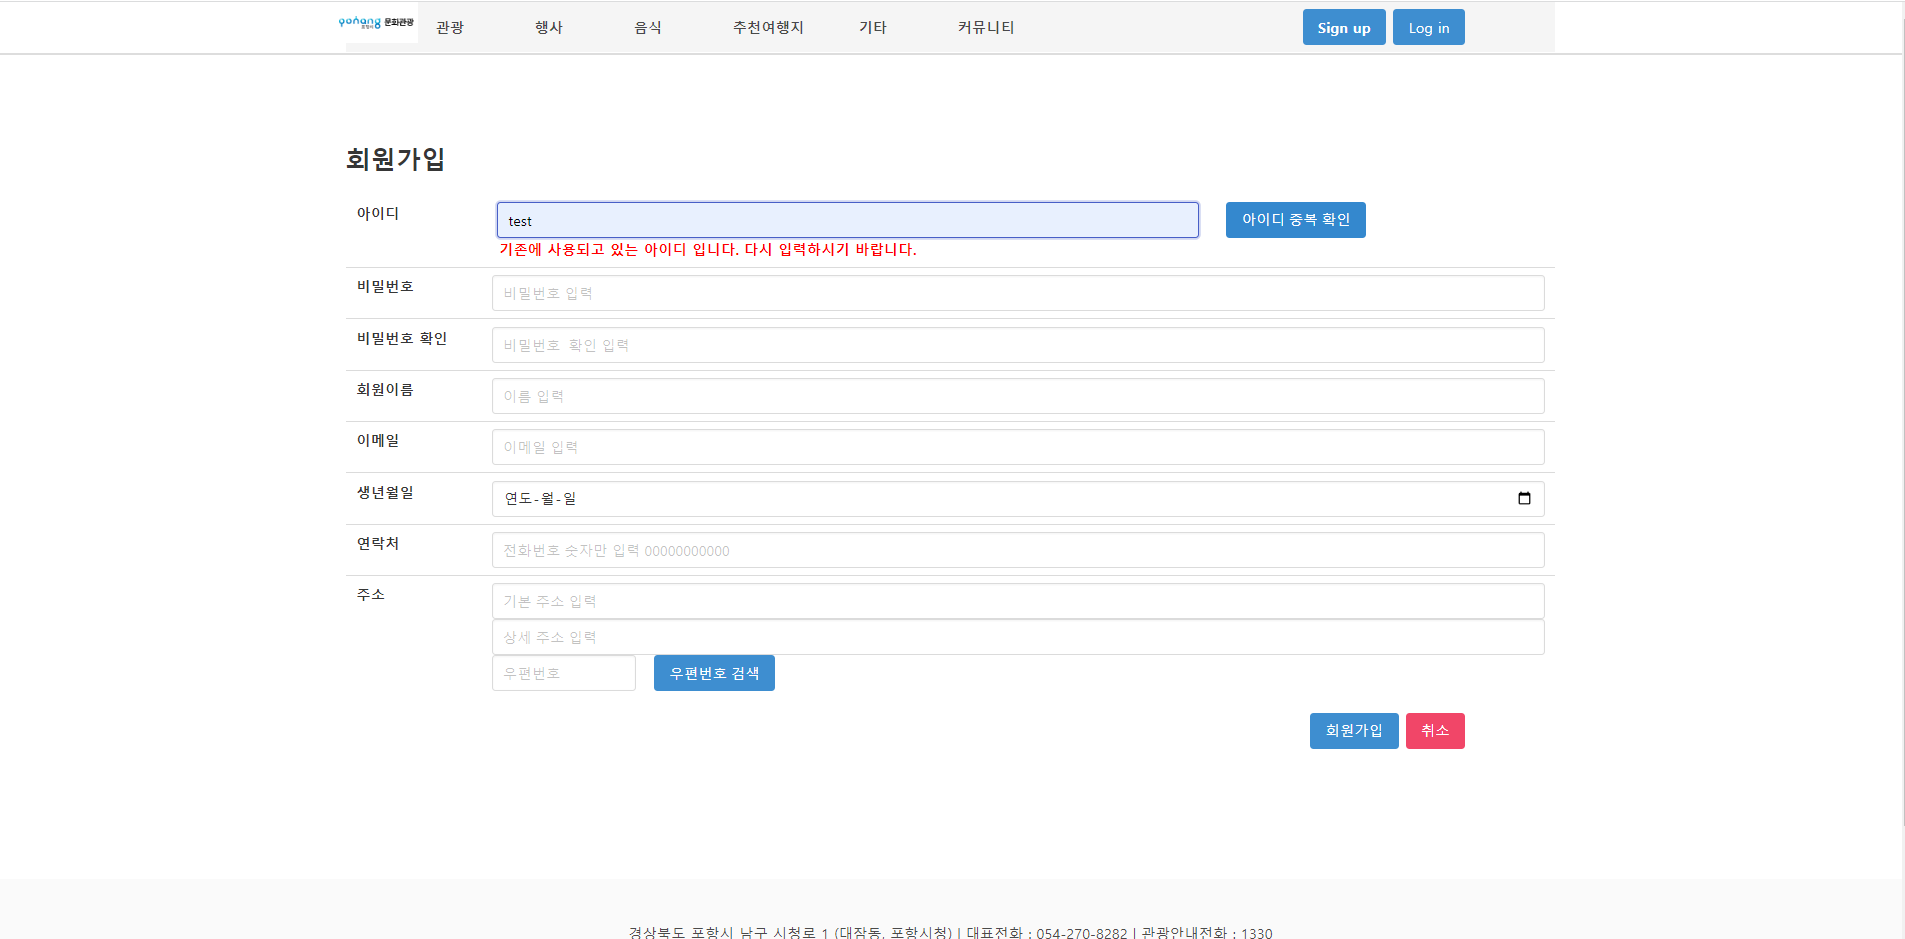 pohang 포항시 문화관광 관광 행사 음식 추천여행지 기타 커뮤니티 Sign up Log in
회원가입
아이디 test 아이디 중복 확인
기존에 사용되고 있는 아이디 입니다. 다시 입력하시기 바랍니다.
비밀번호 비밀번호 입력
비밀번호 확인 비밀번호 확인 입력
회원이름 이름 입력
이메일 이메일 입력
생년월일 연도-월-일
연락처 전화번호 숫자만 입력 00000000000
주소 기본 주소 입력
상세 주소 입력
우편번호 우편번호 검색
회원가입 취소
경상북도 포항시 남구 시청로 1 (대잠동, 포항시청) | 대표전화 : 054-270-8282 | 관광안내전화 : 1330